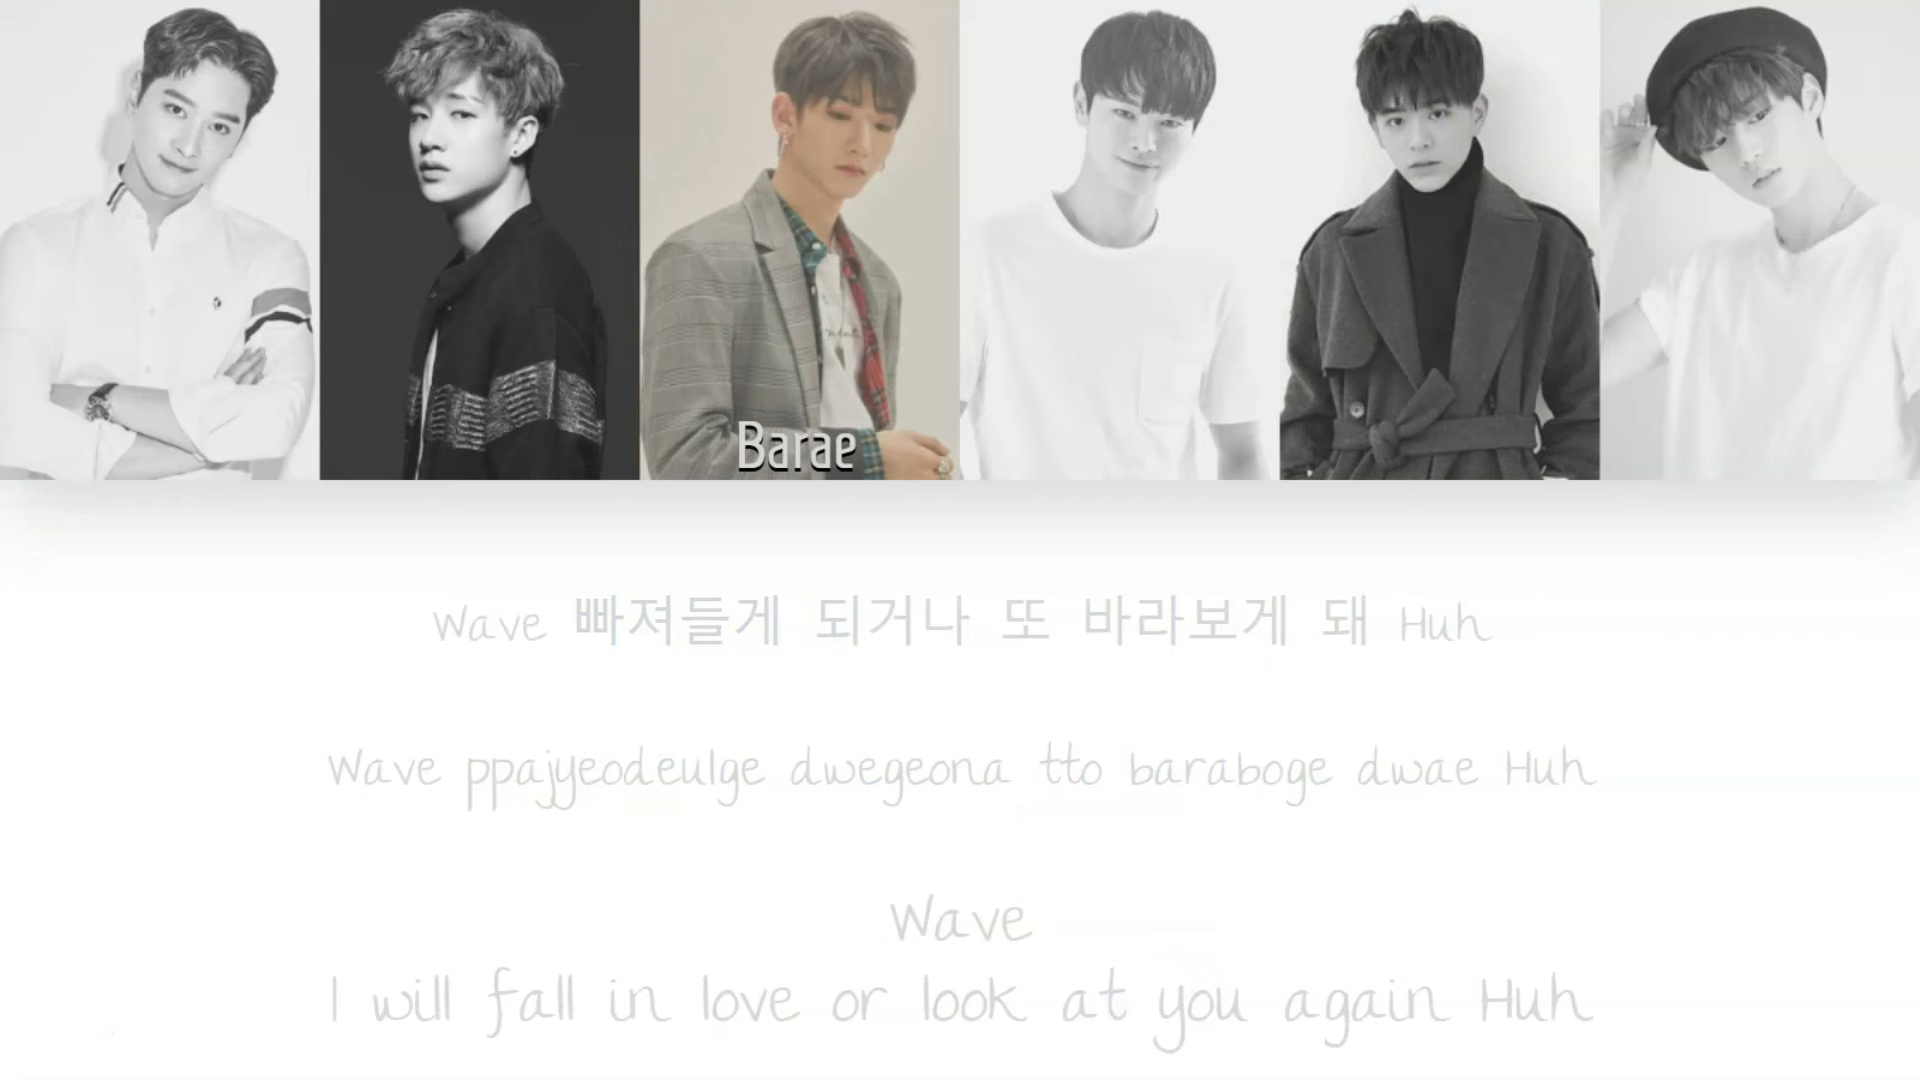 Barae
Wave 빠져들게 되거나 또 바라보게 돼 Huh
Wave ppajyeodeulge dwegeona tto baraboge dwae Huh
Wave
I will fall in love or look at you again Huh